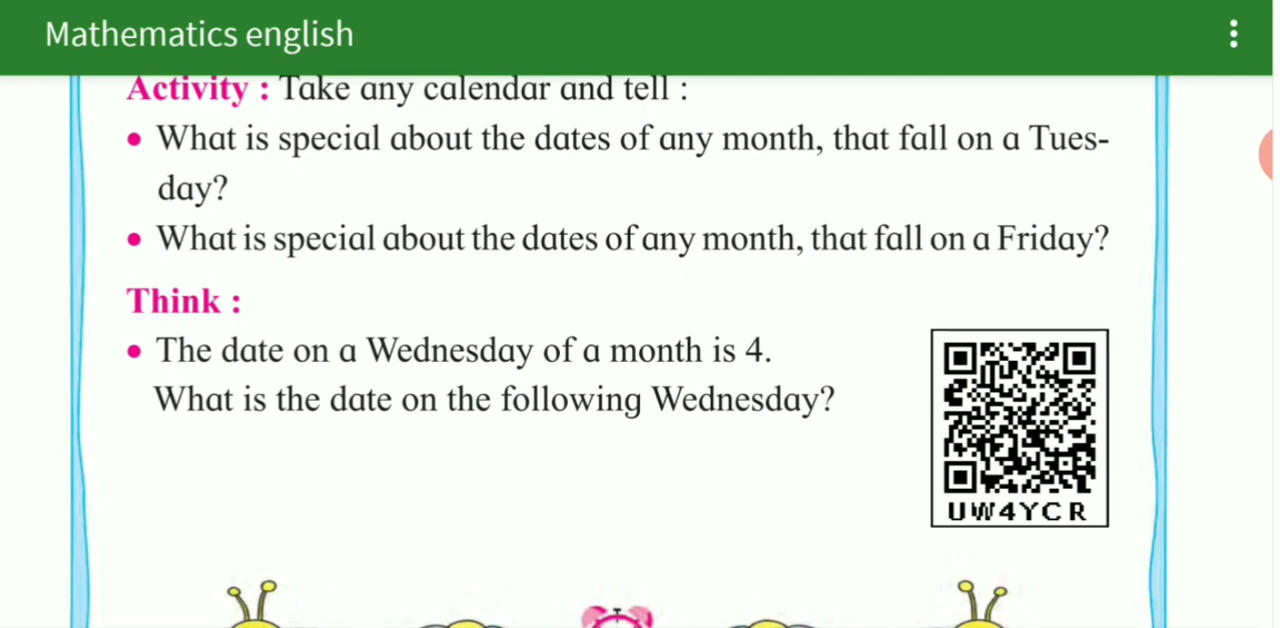 Mathematics english
Activity : Take any calendar and tell :
• What is special about the dates of any month, that fall on a Tues-
day?
• What is special about the dates of any month, that fall on a Friday?
Think :
• The date on a Wednesday of a month is 4.
What is the date on the following Wednesday?
UW4YCR